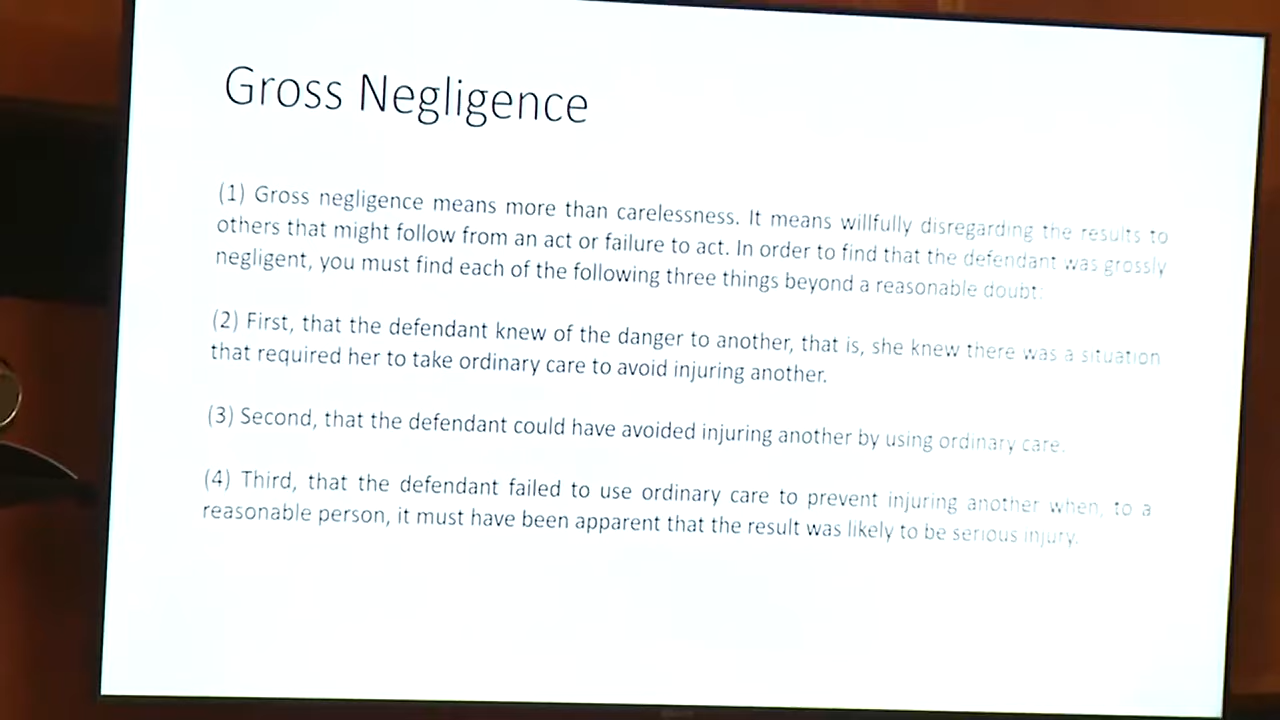 Gross Negligence
(1) Gross negligence means more than carelessness. It means willfully disregarding the results to
others that might follow from an act or failure to act. In order to find that the defendant was grossly
negligent, you must find each of the following three things beyond a reasonable doubt:
(2) First, that the defendant knew of the danger to another, that is, she knew there was a situation
that required her to take ordinary care to avoid injuring another.
(3) Second, that the defendant could have avoided injuring another by using ordinary care.
(4) Third, that the defendant failed to use ordinary care to prevent injuring another when, to a
reasonable person, it must have been apparent that the result was likely to be serious injury.